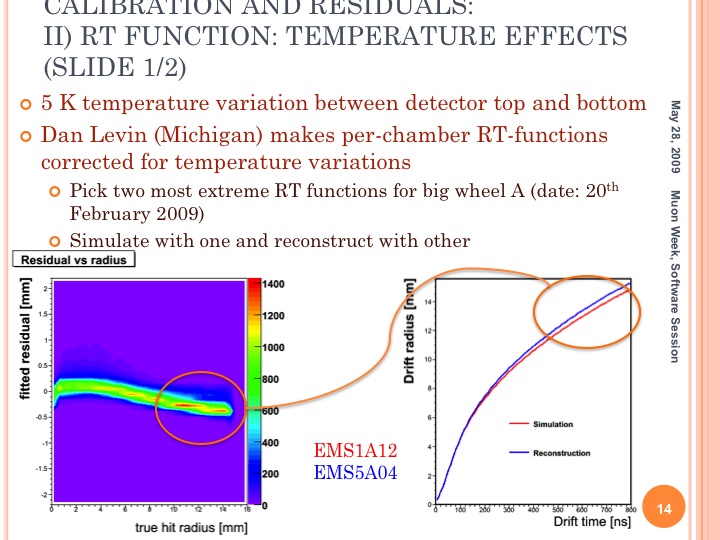 CALIBRATION AND RESIDUALS:
II) RT FUNCTION: TEMPERATURE EFFECTS
(SLIDE 1/2)
5 K temperature variation between detector top and bottom
Dan Levin (Michigan) makes per-chamber RT-functions
corrected for temperature variations
Pick two most extreme RT functions for big wheel A (date: 20th
February 2009)
Simulate with one and reconstruct with other
May 28, 2009 Muon Week, Software Session
Residual vs radius
fitted residual [mm]
2
1.5
1
0.5
0
-0.5
-1
-1.5
-2
0 2 4 6 8 10 12 14 16
true hit radius [mm]
1400
1200
1000
800
600
400
200
0
EMS1A12
EMS5A04
Drift radius [mm]
14
12
10
8
6
4
2
0
Simulation
Reconstruction
0 100 200 300 400 500 600 700 800
Drift time [ns]
14